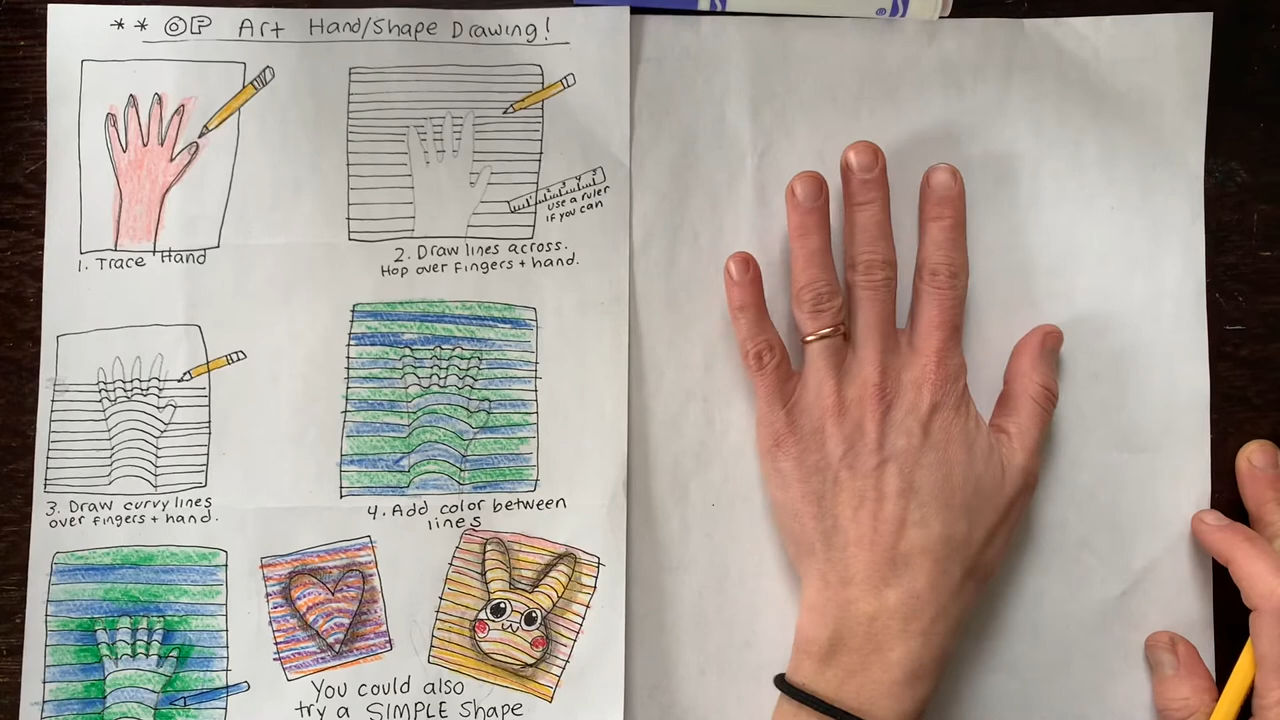 ** OP Art Hand/Shape Drawing!
1. Trace Hand
use a ruler
if you can
2. Draw lines across.
Hop over fingers + hand.
3. Draw curvy lines
over fingers + hand.
4. Add color between
lines
You could also
try a SIMPLE Shape